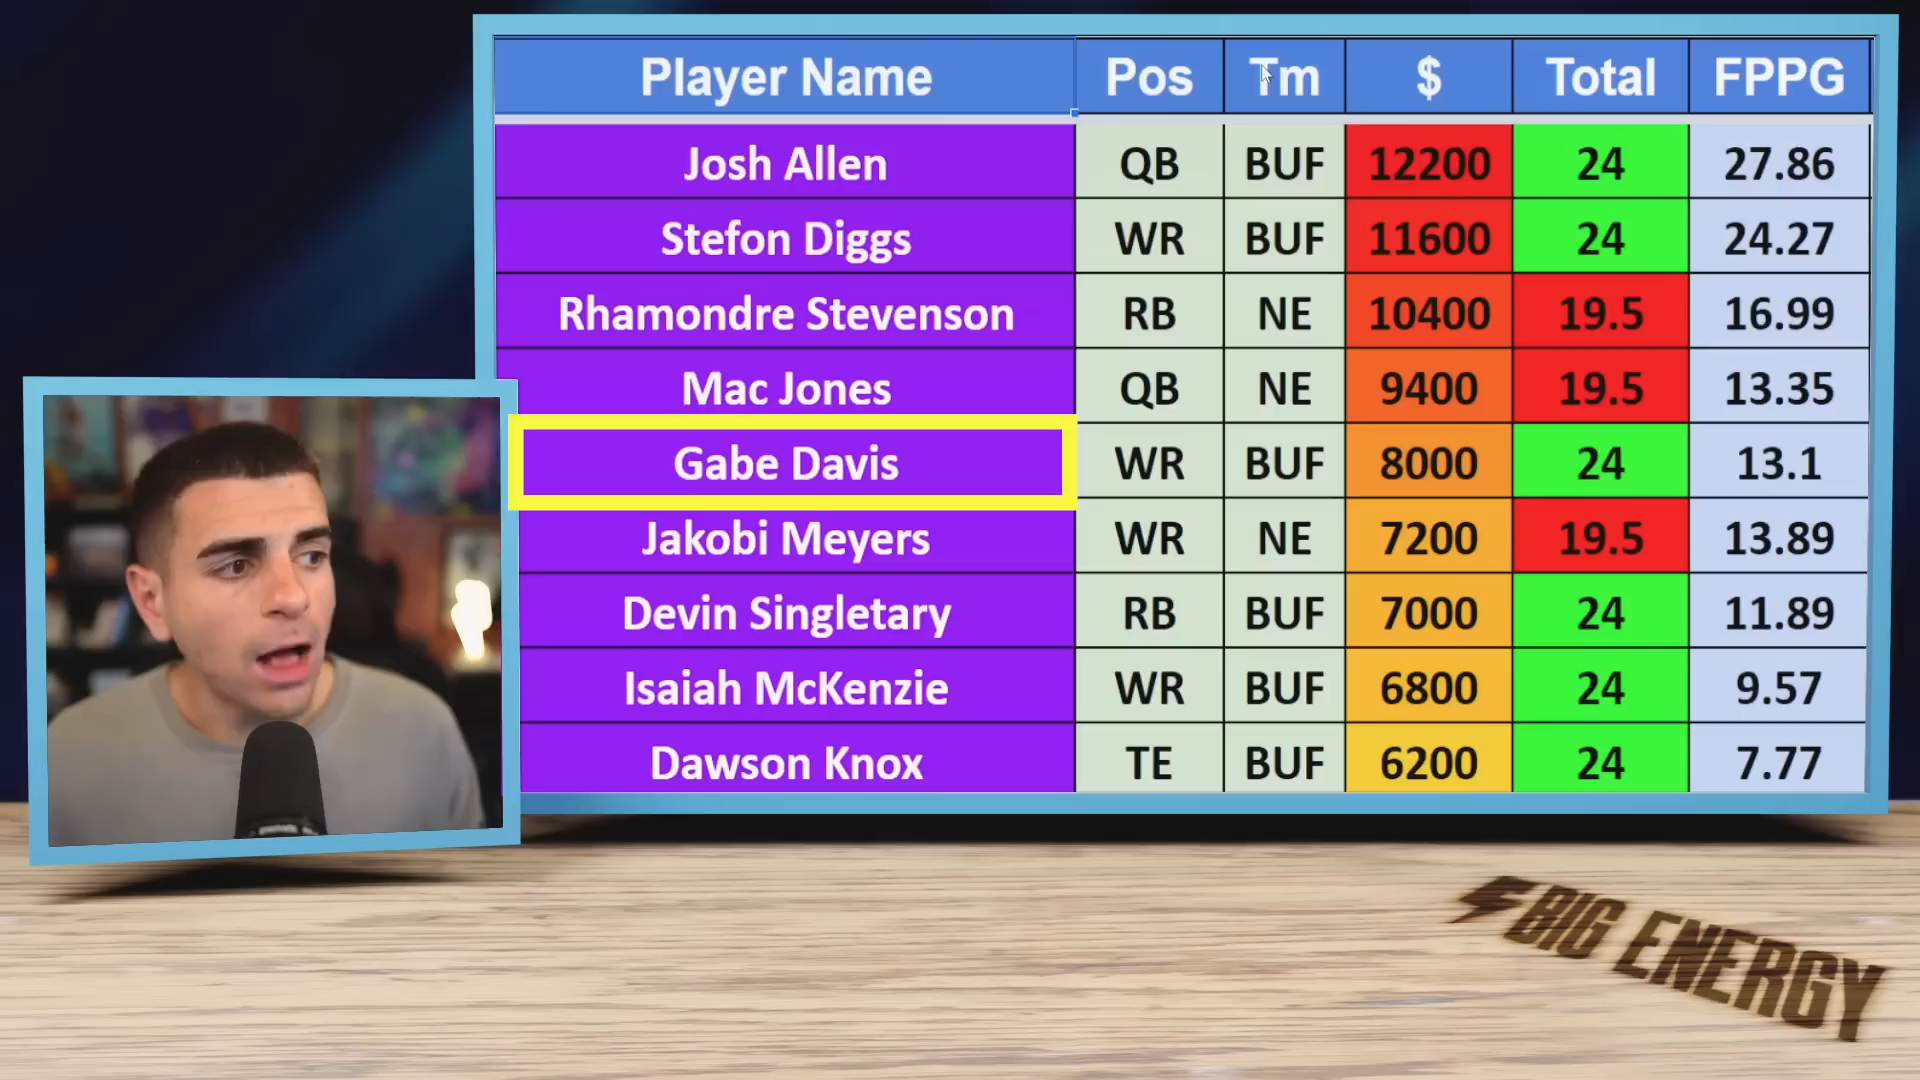 Player Name Pos Tm $ Total FPPG
Josh Allen QB BUF 12200 24 27.86
Stefon Diggs WR BUF 11600 24 24.27
Rhamondre Stevenson RB NE 10400 19.5 16.99
Mac Jones QB NE 9400 19.5 13.35
Gabe Davis WR BUF 8000 24 13.1
Jakobi Meyers WR NE 7200 19.5 13.89
Devin Singletary RB BUF 7000 24 11.89
Isaiah McKenzie WR BUF 6800 24 9.57
Dawson Knox TE BUF 6200 24 7.77
BIG ENERGY